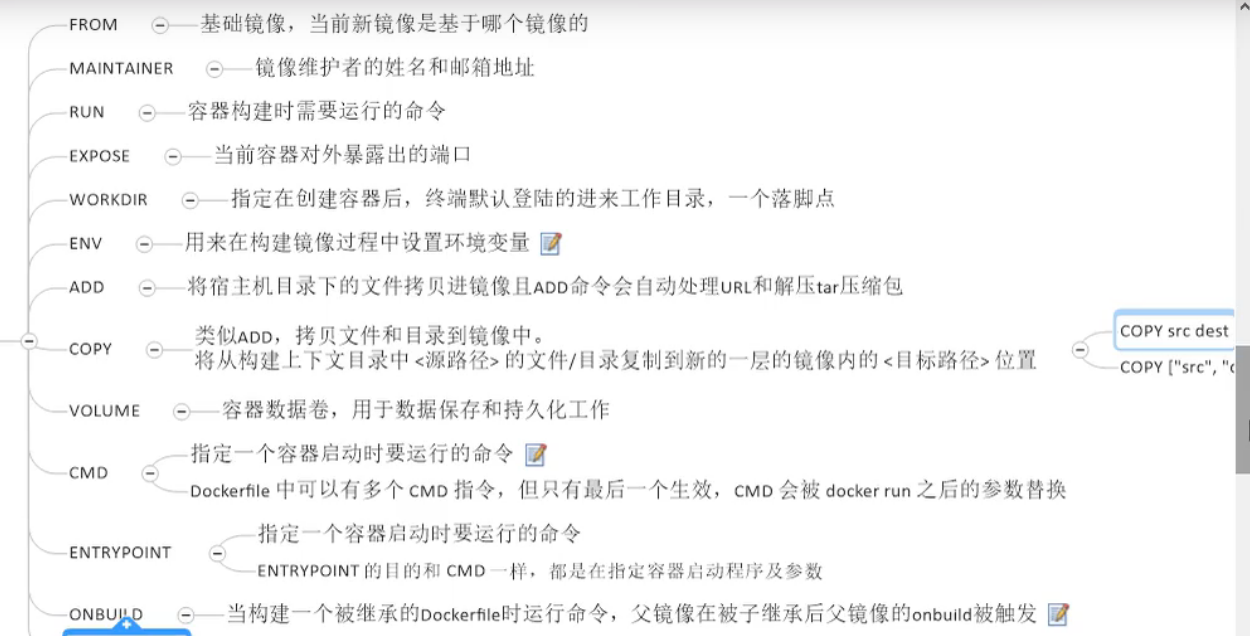 FROM 基础镜像，当前新镜像是基于哪个镜像的
MAINTAINER 镜像维护者的姓名和邮箱地址
RUN 容器构建时需要运行的命令
EXPOSE 当前容器对外暴露出的端口
WORKDIR 指定在创建容器后，终端默认登陆的进来工作目录，一个落脚点
ENV 用来在构建镜像过程中设置环境变量
ADD 将宿主机目录下的文件拷贝进镜像且ADD命令会自动处理URL和解压tar压缩包
COPY
类似ADD，拷贝文件和目录到镜像中。
将从构建上下文目录中 <源路径> 的文件/目录复制到新的一层的镜像内的 <目标路径> 位置
COPY src dest
COPY ["src", "
VOLUME 容器数据卷，用于数据保存和持久化工作
CMD
指定一个容器启动时要运行的命令
Dockerfile 中可以有多个 CMD 指令，但只有最后一个生效，CMD 会被 docker run 之后的参数替换
ENTRYPOINT
指定一个容器启动时要运行的命令
ENTRYPOINT 的目的和 CMD 一样，都是在指定容器启动程序及参数
ONBUILD 当构建一个被继承的Dockerfile时运行命令，父镜像在被子继承后父镜像的onbuild被触发